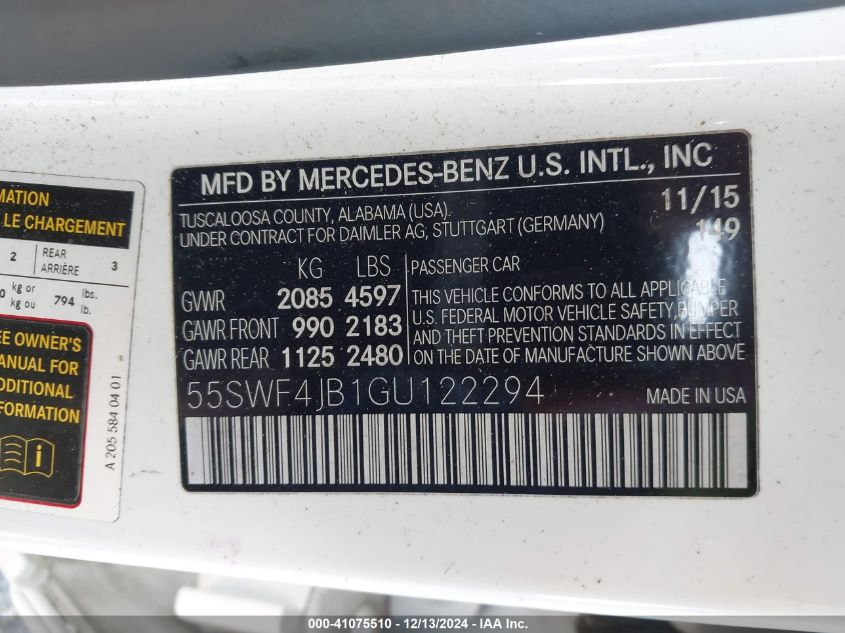 MFD BY MERCEDES-BENZ U.S. INTL., INC
TUSCALOOSA COUNTY, ALABAMA (USA). 11/15
UNDER CONTRACT FOR DAIMLER AG, STUTTGART (GERMANY) 149
KG LBS PASSENGER CAR
GVWR 2085 4597
GAWR FRONT 990 2183
GAWR REAR 1125 2480
THIS VEHICLE CONFORMS TO ALL APPLICABLE
U.S. FEDERAL MOTOR VEHICLE SAFETY, BUMPER
AND THEFT PREVENTION STANDARDS IN EFFECT
ON THE DATE OF MANUFACTURE SHOWN ABOVE
55SWF4JB1GU122294 MADE IN USA
LE CHARGEMENT
2 REAR 3
ARRIÈRE
kg or 794 lbs.
kg ou lb.
OWNER'S
FOR
A 205 584 04 01
000-41075510 - 12/13/2024 - IAA Inc.